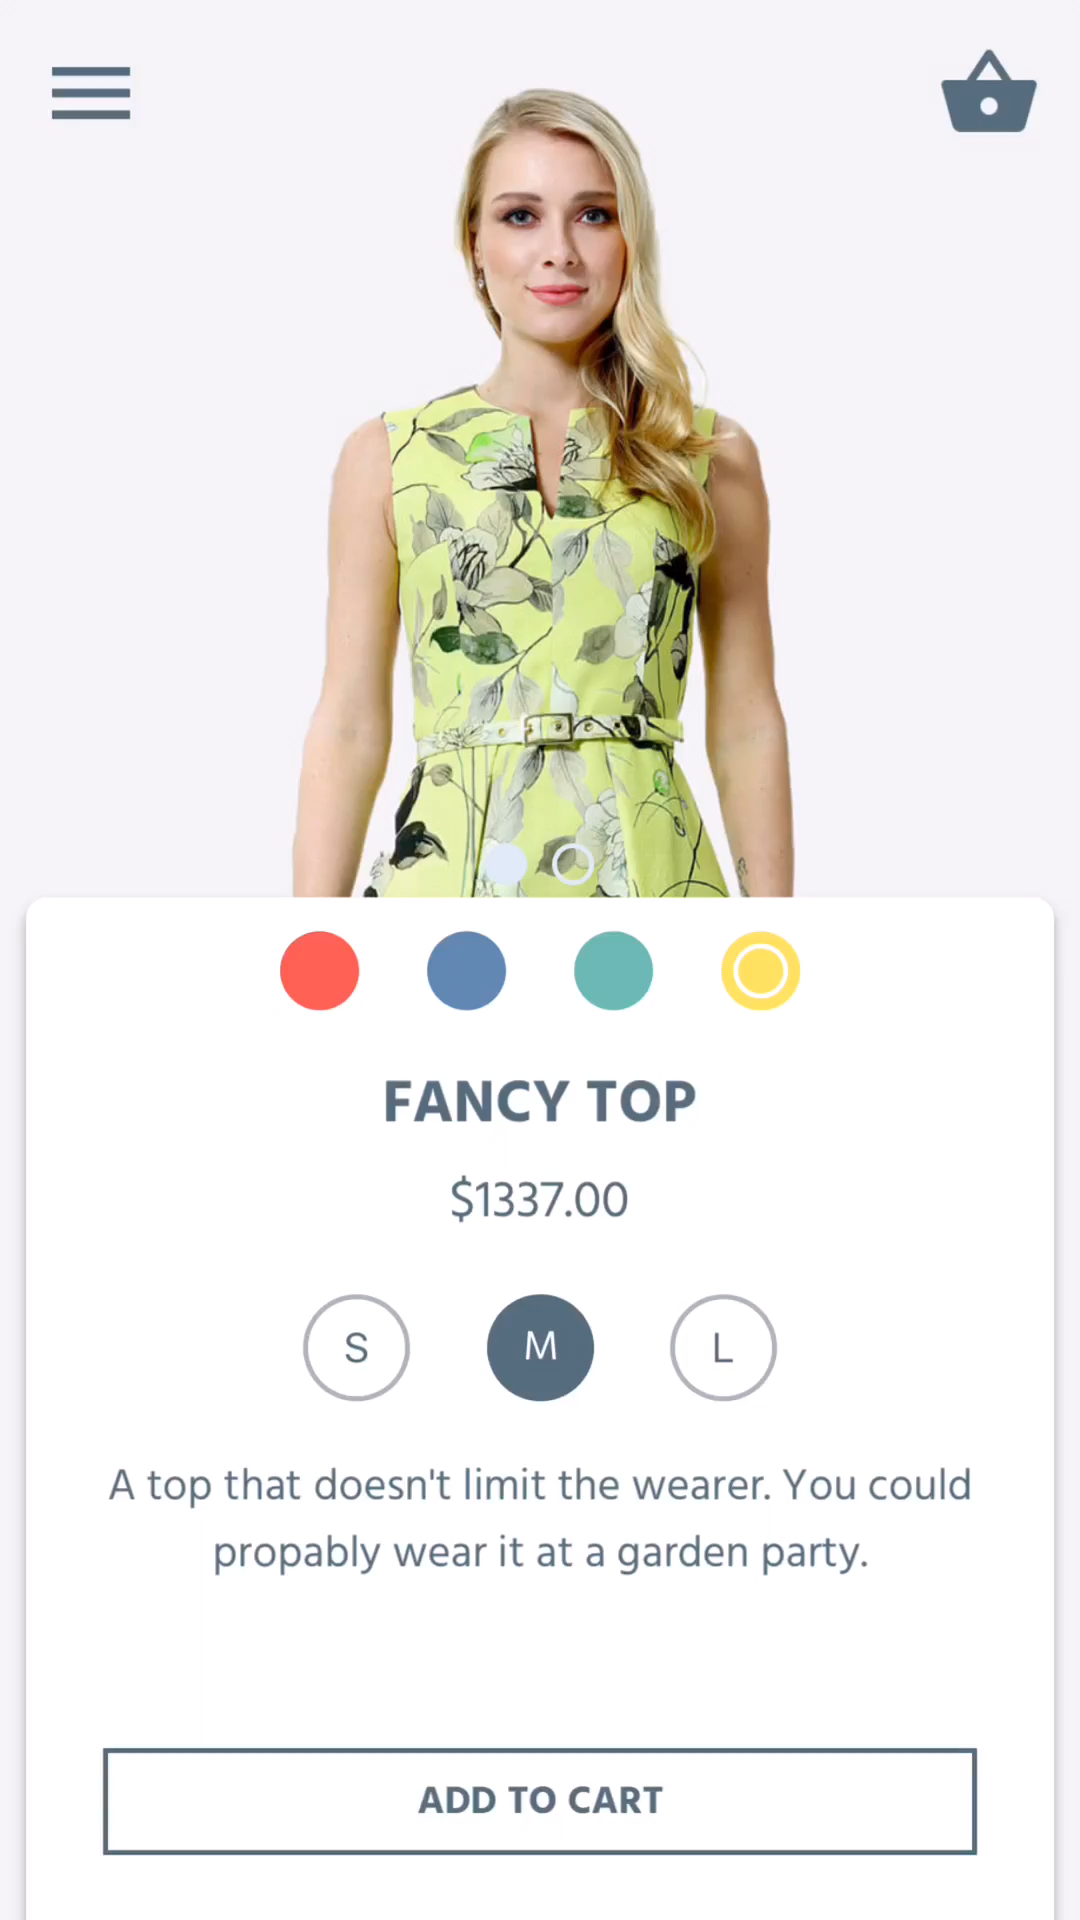 FANCY TOP
$1337.00
S M L
A top that doesn't limit the wearer. You could
propably wear it at a garden party.
ADD TO CART